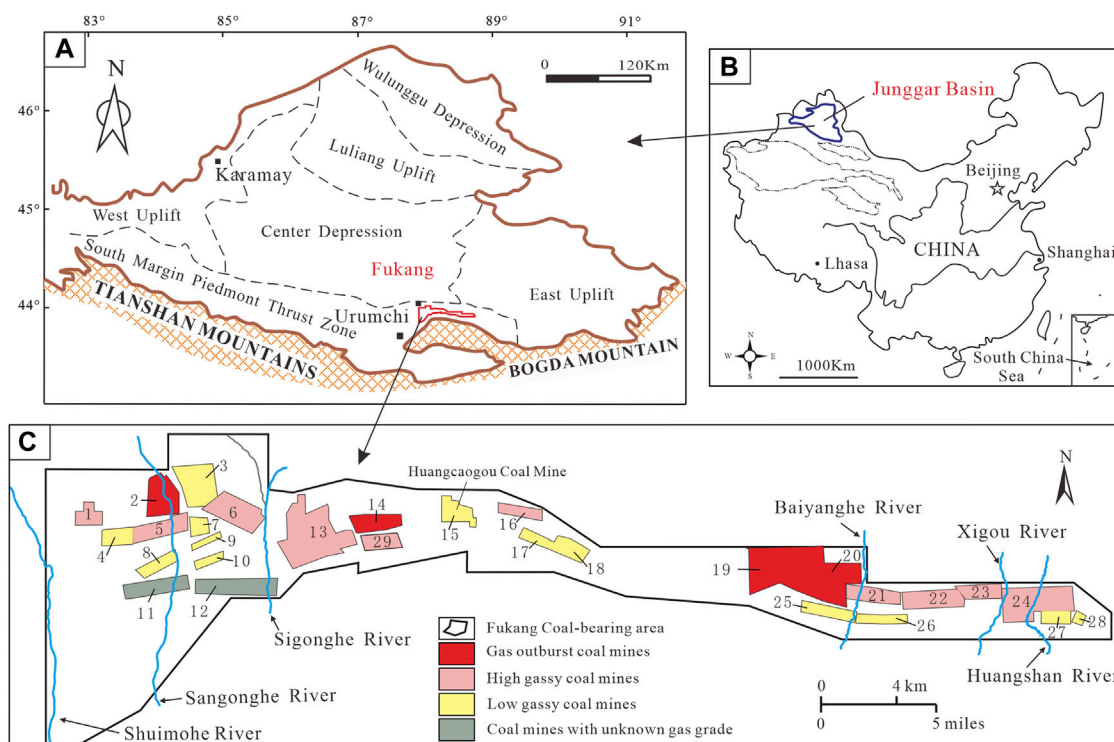 83°
85°
87°
89°
91°
A
N
0
120Km
46°
45°
44°
Wulunggu Depression
Luliang Uplift
Karamay
West Uplift
Center Depression
South Margin Piedmont Thrust Zone
Fukang
East Uplift
Urumchi
TIANSHAN MOUNTAINS
BOGDA MOUNTAIN
B
Junggar Basin
Beijing
CHINA
Shanghai
Lhasa
South China
Sea
N
W
E
S
1000Km
C
N
Huangcaogou Coal Mine
Baiyanghe River
Xigou River
1
2
3
4
5
6
7
8
9
10
11
12
13
14
29
15
16
17
18
19
20
21
22
23
24
25
26
27
28
Sigonghe River
Sangonghe River
Shuimohe River
Huangshan River
Fukang Coal-bearing area
Gas outburst coal mines
High gassy coal mines
Low gassy coal mines
Coal mines with unknown gas grade
0
4 km
0
5 miles